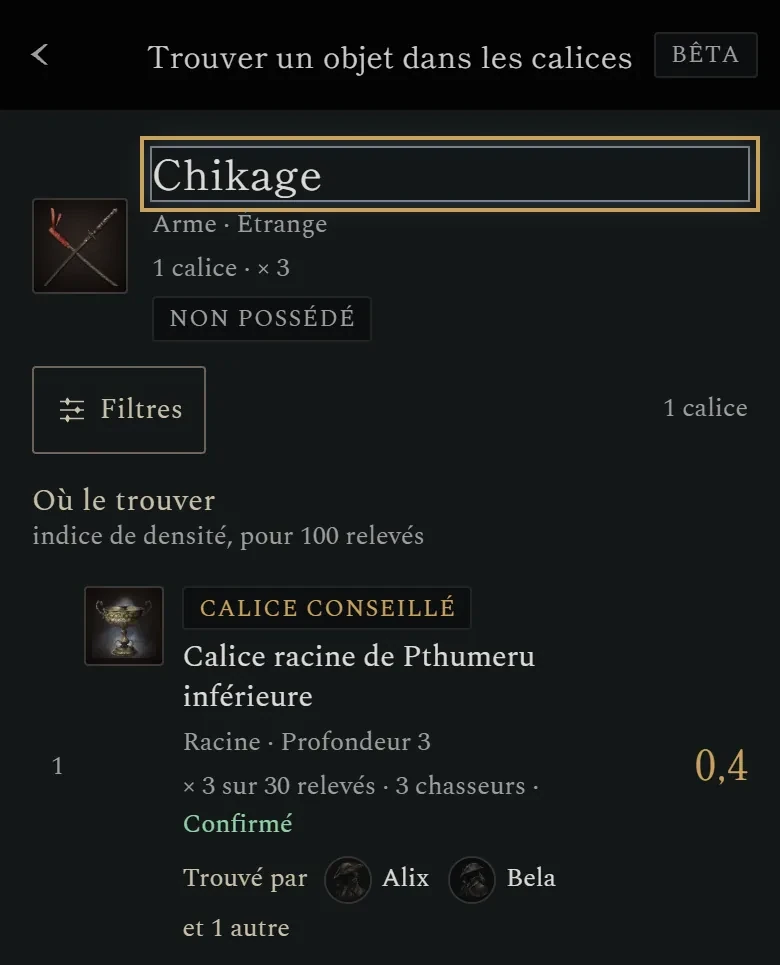 Trouver un objet dans les calices
BÊTA
Chikage
Arme · Étrange
1 calice · × 3
NON POSSÉDÉ
Filtres
1 calice
Où le trouver
indice de densité, pour 100 relevés
CALICE CONSEILLÉ
Calice racine de Pthumeru
inférieure
Racine · Profondeur 3
1
× 3 sur 30 relevés · 3 chasseurs ·
0,4
Confirmé
Trouvé par Alix Bela
et 1 autre